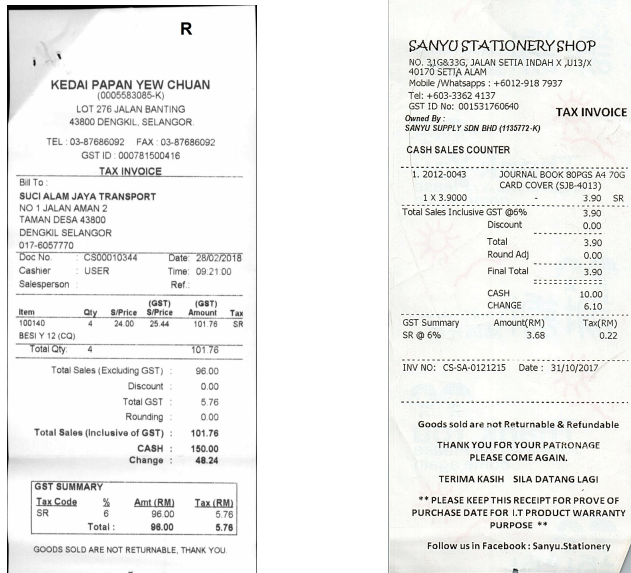 R
KEDAI PAPAN YEW CHUAN
(0005583085-K)
LOT 276 JALAN BANTING
43800 DENGKIL, SELANGOR.
TEL : 03-87686092 FAX : 03-87686092
GST ID : 000781500416
TAX INVOICE
Bill To :
SUCI ALAM JAYA TRANSPORT
NO 1 JALAN AMAN 2
TAMAN DESA 43800
DENGKIL SELANGOR
017-6057770
Doc No. : CS00010344 Date: 28/02/2018
Cashier : USER Time: 09:21:00
Salesperson : Ref.:
(GST) (GST)
Item Qty S/Price S/Price Amount Tax
100140 4 24.00 25.44 101.76 SR
BESI Y 12 (CQ)
Total Qty: 4 101.76
Total Sales (Excluding GST) : 96.00
Discount : 0.00
Total GST : 5.76
Rounding : 0.00
Total Sales (Inclusive of GST) : 101.76
CASH : 150.00
Change : 48.24
GST SUMMARY
Tax Code % Amt (RM) Tax (RM)
SR 6 96.00 5.76
Total : 96.00 5.76
GOODS SOLD ARE NOT RETURNABLE, THANK YOU.
SANYU STATIONERY SHOP
NO. 31G&33G, JALAN SETIA INDAH X ,U13/X
40170 SETIA ALAM
Mobile /Whatsapps : +6012-918 7937
Tel: +603-3362 4137
GST ID No: 001531760640
TAX INVOICE
Owned By :
SANYU SUPPLY SDN BHD (1135772-K)
CASH SALES COUNTER
1. 2012-0043 JOURNAL BOOK 80PGS A4 70G
CARD COVER (SJB-4013)
1 X 3.9000 - 3.90 SR
Total Sales Inclusive GST @6% 3.90
Discount 0.00
Total 3.90
Round Adj 0.00
Final Total 3.90
CASH 10.00
CHANGE 6.10
GST Summary Amount(RM) Tax(RM)
SR @ 6% 3.68 0.22
INV NO: CS-SA-0121215 Date : 31/10/2017
Goods sold are not Returnable & Refundable
THANK YOU FOR YOUR PATRONAGE
PLEASE COME AGAIN.
TERIMA KASIH SILA DATANG LAGI
** PLEASE KEEP THIS RECEIPT FOR PROVE OF
PURCHASE DATE FOR I.T PRODUCT WARRANTY
PURPOSE **
Follow us in Facebook : Sanyu.Stationery